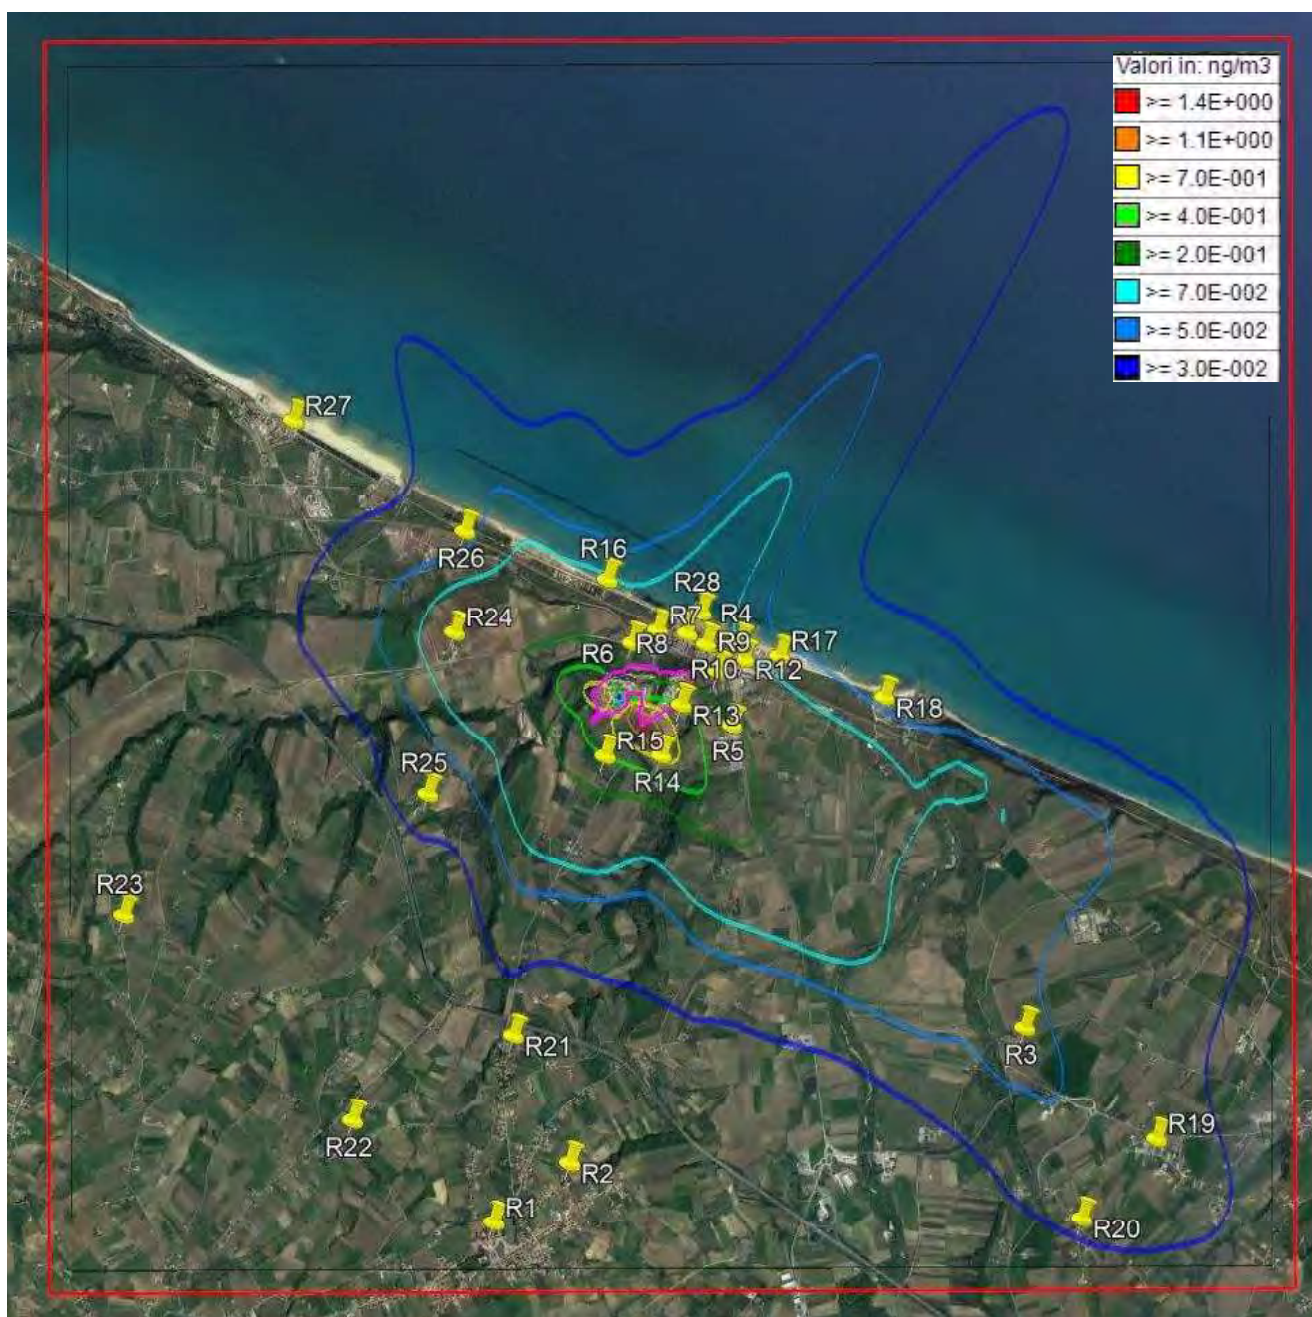 Valori in: ng/m3
>= 1.4E+000
>= 1.1E+000
>= 7.0E-001
>= 4.0E-001
>= 2.0E-001
>= 7.0E-002
>= 5.0E-002
>= 3.0E-002
R27
R26
R16
R28
R24
R7
R4
R8
R9
R17
R6
R10
R12
R18
R13
R15
R5
R14
R25
R23
R21
R3
R22
R19
R2
R1
R20